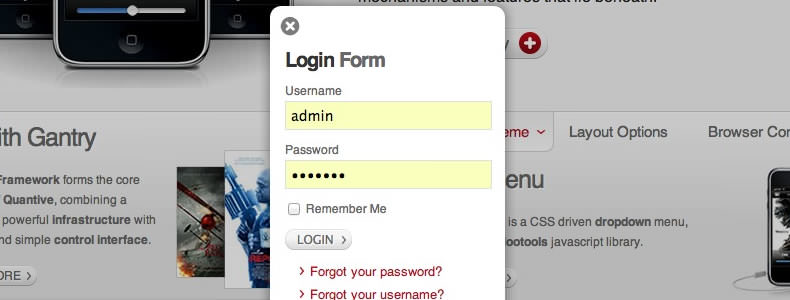 mechanisms and features that lie beneath.
Login Form
Username
admin
Password
•••••••
Remember Me
LOGIN
Forgot your password?
Forgot your username?
ith Gantry
Framework forms the core
Quantive, combining a
powerful infrastructure with
nd simple control interface.
ORE
eme
Layout Options
Browser Con
enu
is a CSS driven dropdown menu,
ootools javascript library.